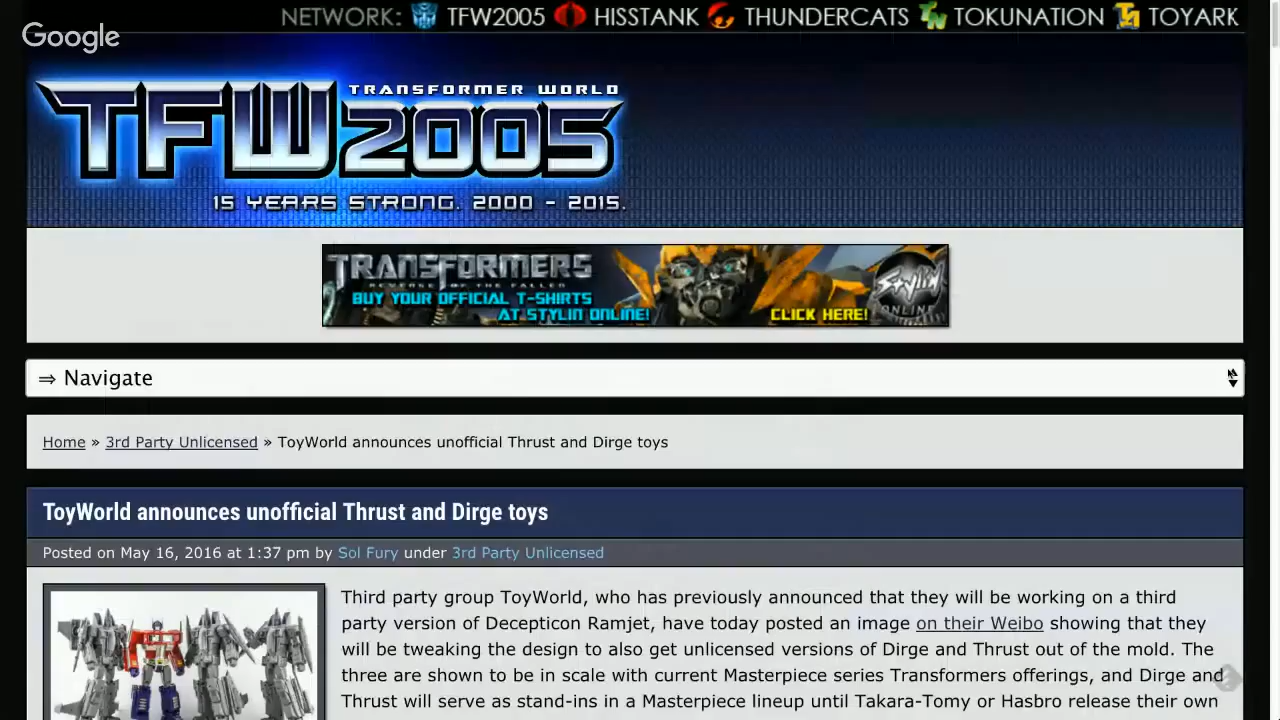 NETWORK: TFW2005 HISSTANK THUNDERCATS TOKUNATION TOYARK
Google
TRANSFORMER WORLD
TFW2005
15 YEARS STRONG. 2000 - 2015.
TRANSFORMERS
REVENGE OF THE FALLEN
BUY YOUR OFFICIAL T-SHIRTS
AT STYLIN ONLINE!
CLICK HERE!
Stylin
ONLINE
⇒ Navigate
Home » 3rd Party Unlicensed » ToyWorld announces unofficial Thrust and Dirge toys
ToyWorld announces unofficial Thrust and Dirge toys
Posted on May 16, 2016 at 1:37 pm by Sol Fury under 3rd Party Unlicensed
Third party group ToyWorld, who has previously announced that they will be working on a third
party version of Decepticon Ramjet, have today posted an image on their Weibo showing that they
will be tweaking the design to also get unlicensed versions of Dirge and Thrust out of the mold. The
three are shown to be in scale with current Masterpiece series Transformers offerings, and Dirge and
Thrust will serve as stand-ins in a Masterpiece lineup until Takara-Tomy or Hasbro release their own